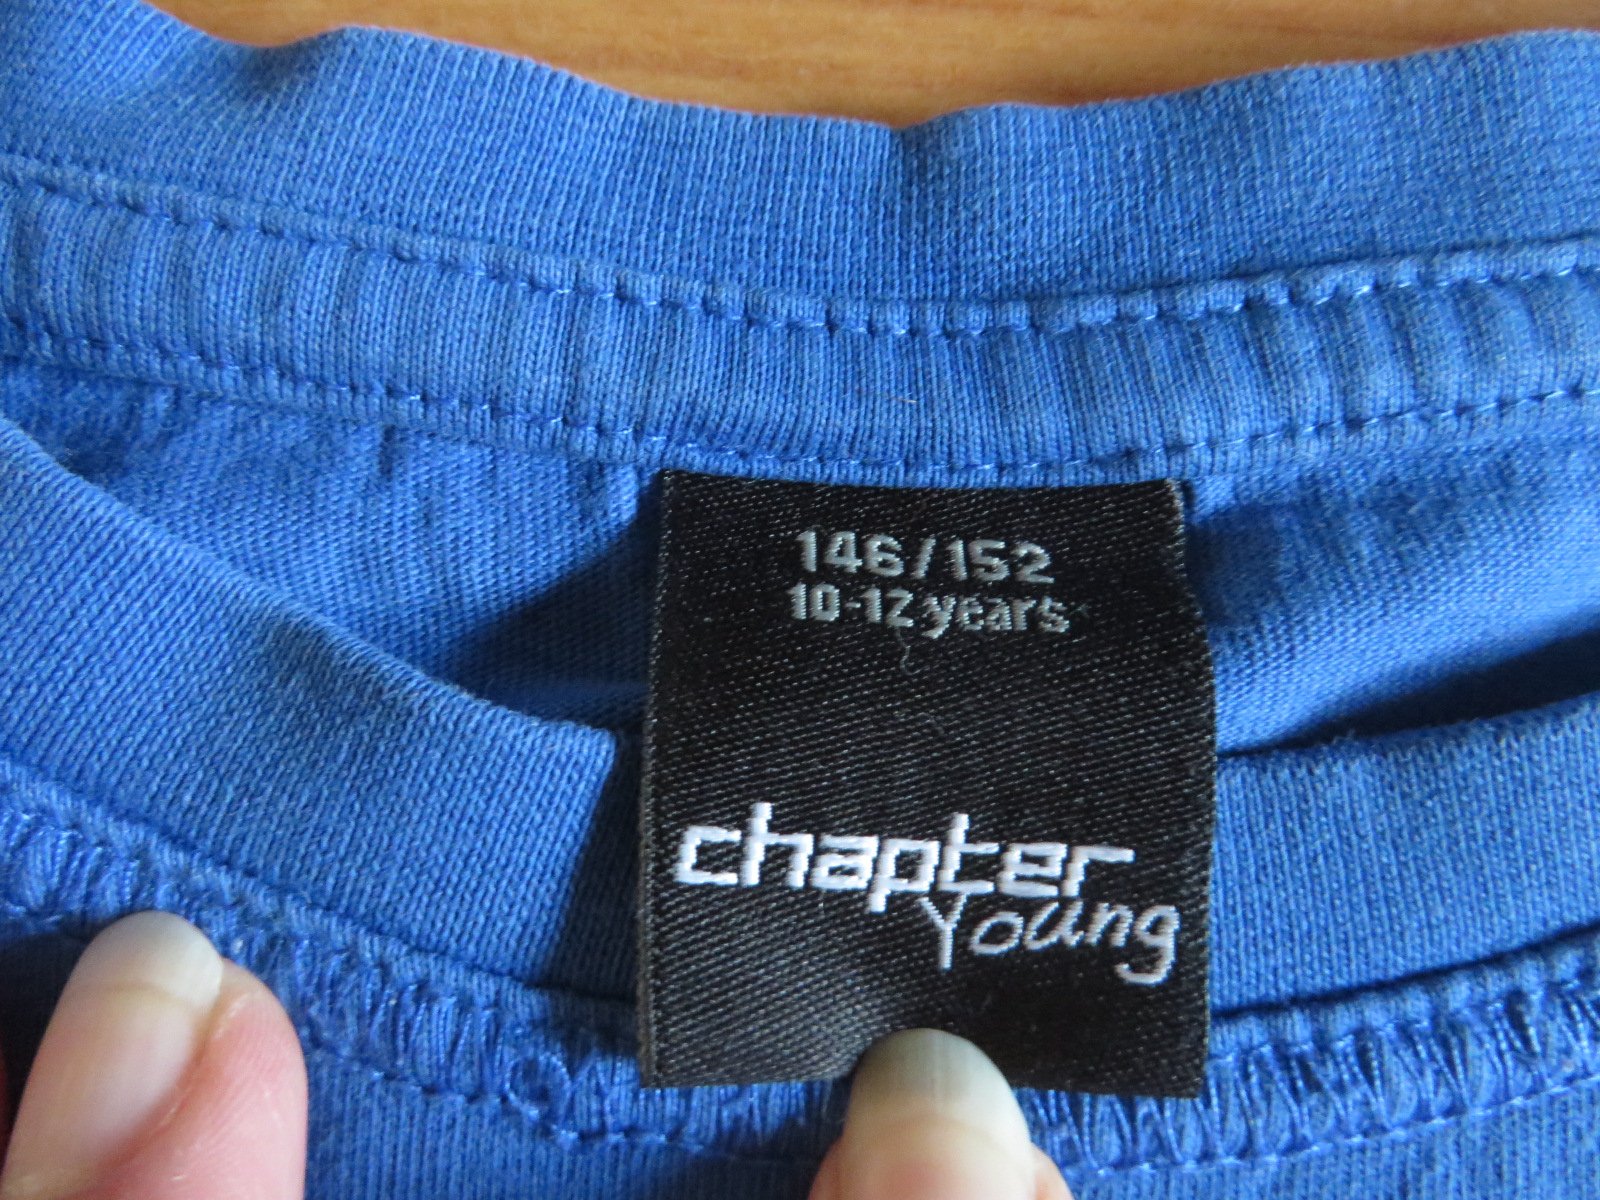 146/152
10-12 years
chapter
Young